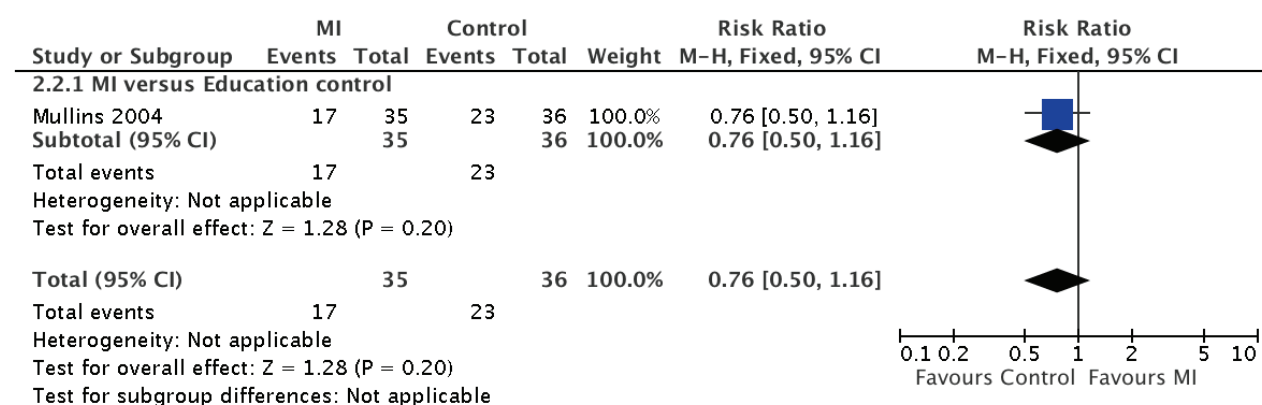 MI Control Risk Ratio Risk Ratio
Study or Subgroup Events Total Events Total Weight M-H, Fixed, 95% CI M-H, Fixed, 95% CI
2.2.1 MI versus Education control
Mullins 2004 17 35 23 36 100.0% 0.76 [0.50, 1.16]
Subtotal (95% CI) 35 36 100.0% 0.76 [0.50, 1.16]
Total events 17 23
Heterogeneity: Not applicable
Test for overall effect: Z = 1.28 (P = 0.20)
Total (95% CI) 35 36 100.0% 0.76 [0.50, 1.16]
Total events 17 23
Heterogeneity: Not applicable
Test for overall effect: Z = 1.28 (P = 0.20)
Test for subgroup differences: Not applicable
0.1 0.2 0.5 1 2 5 10
Favours Control Favours MI